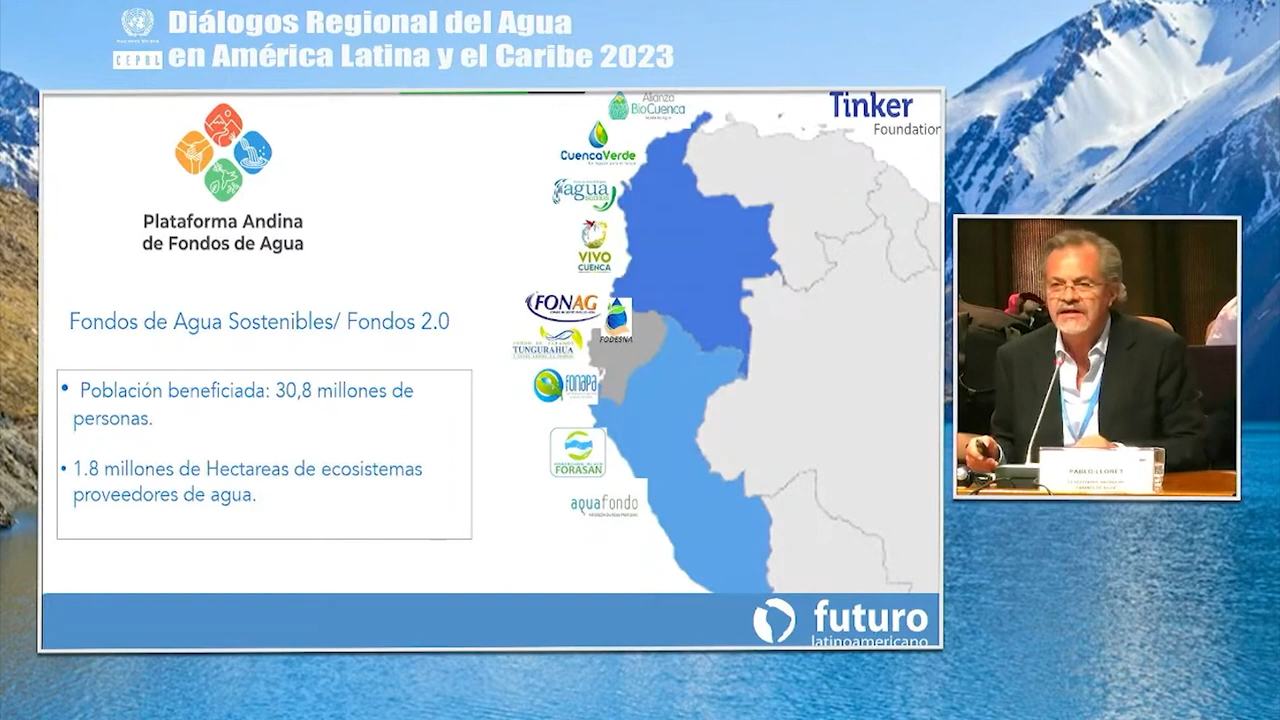 Diálogos Regional del Agua
en América Latina y el Caribe 2023
CEPAL
Plataforma Andina
de Fondos de Agua
Fondos de Agua Sostenibles/ Fondos 2.0
• Población beneficiada: 30,8 millones de
personas.
• 1.8 millones de Hectareas de ecosistemas
proveedores de agua.
Alianza
BioCuenca
CuencaVerde
agua
VIVO
CUENCA
FONAG
FODESNA
TUNGURAHUA
FONAPA
FORASAN
aquafondo
Tinker
Foundation
futuro
latinoamericano
PABLO LLORET